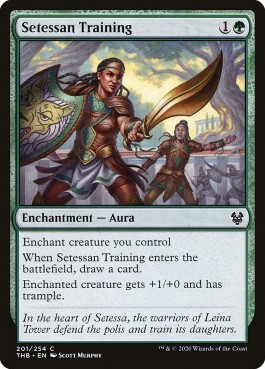 Setessan Training 1
Enchantment — Aura
Enchant creature you control
When Setessan Training enters the
battlefield, draw a card.
Enchanted creature gets +1/+0 and has
trample.
In the heart of Setessa, the warriors of Leina
Tower defend the polis and train its daughters.
201/254 C
THB • EN Scott Murphy
™ & © 2020 Wizards of the Coast